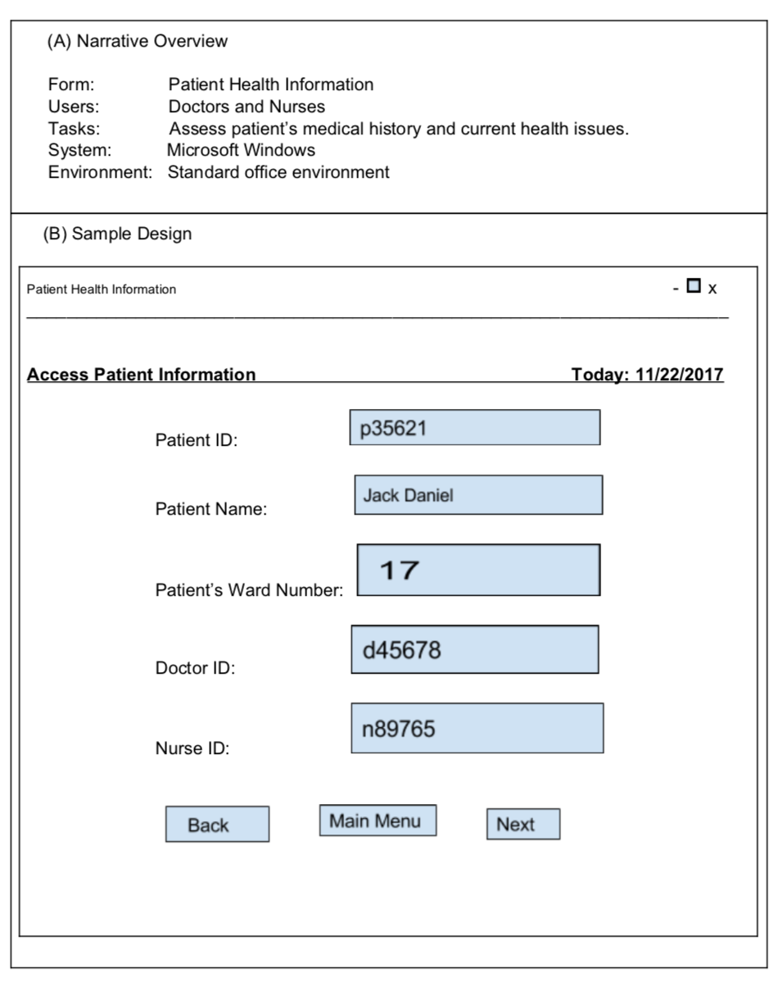 (A) Narrative Overview
Form: Patient Health Information
Users: Doctors and Nurses
Tasks: Assess patient's medical history and current health issues.
System: Microsoft Windows
Environment: Standard office environment
(B) Sample Design
Patient Health Information - x
Access Patient Information Today: 11/22/2017
Patient ID: p35621
Patient Name: Jack Daniel
Patient's Ward Number: 17
Doctor ID: d45678
Nurse ID: n89765
Back Main Menu Next